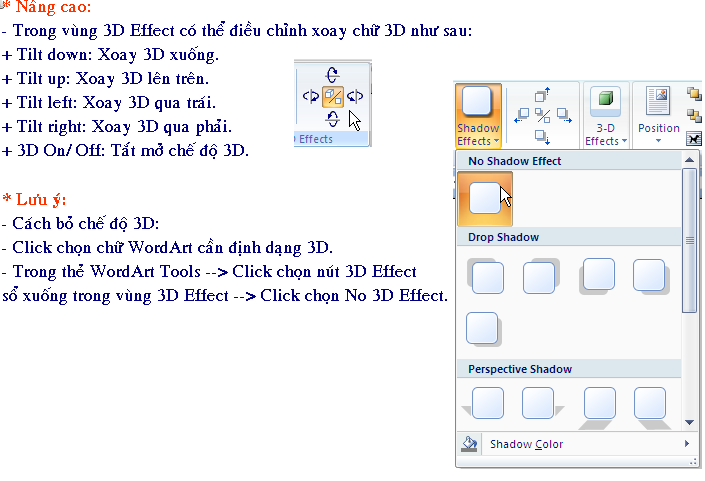 * Nâng cao:
- Trong vùng 3D Effect có thể điều chỉnh xoay chữ 3D như sau:
+ Tilt down: Xoay 3D xuống.
+ Tilt up: Xoay 3D lên trên.
+ Tilt left: Xoay 3D qua trái.
+ Tilt right: Xoay 3D qua phải.
+ 3D On/ Off: Tắt mở chế độ 3D.
Effects
* Lưu ý:
- Cách bỏ chế độ 3D:
- Click chọn chữ WordArt cần định dạng 3D.
- Trong thẻ WordArt Tools --> Click chọn nút 3D Effect
sổ xuống trong vùng 3D Effect --> Click chọn No 3D Effect.
Shadow
Effects
3-D
Effects
Position
No Shadow Effect
Drop Shadow
Perspective Shadow
Shadow Color